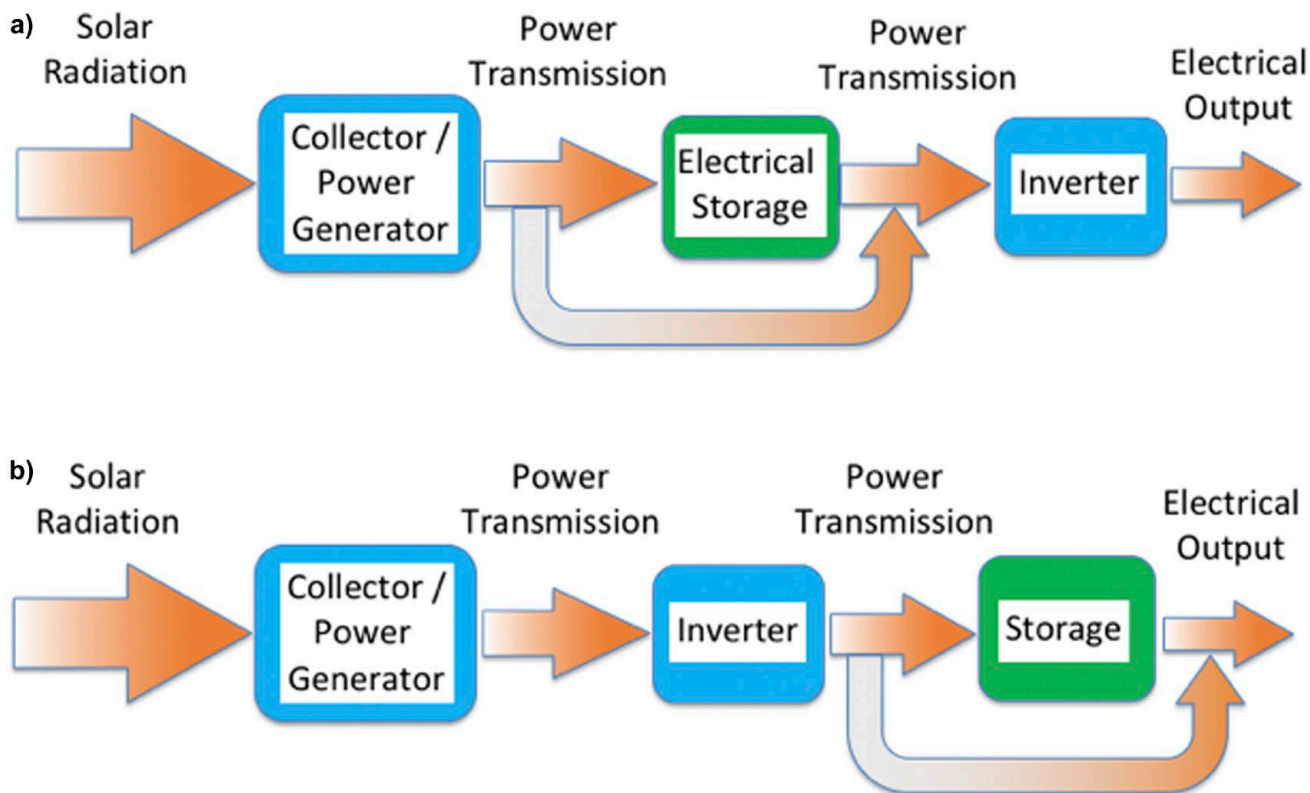 a)
Solar
Radiation
Collector /
Power
Generator
Power
Transmission
Electrical
Storage
Power
Transmission
Inverter
Electrical
Output
b)
Solar
Radiation
Collector /
Power
Generator
Power
Transmission
Inverter
Power
Transmission
Storage
Electrical
Output